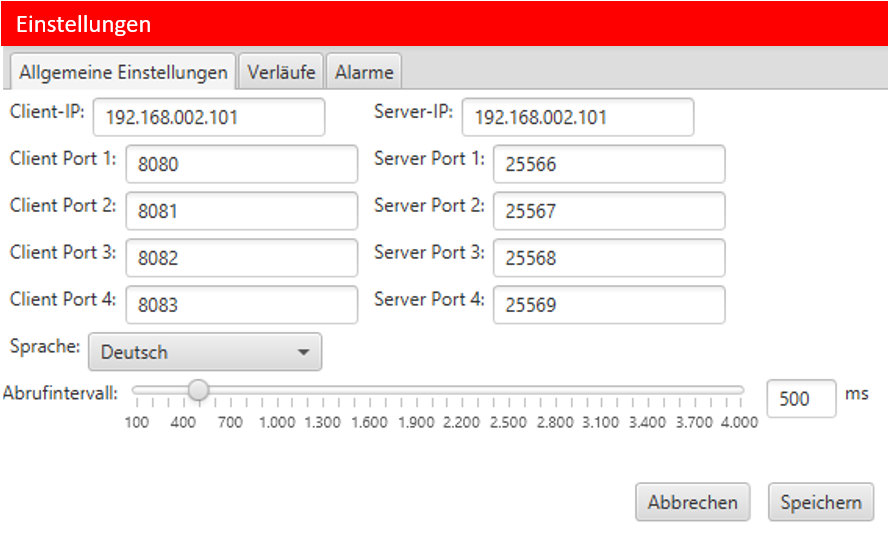 Einstellungen
Allgemeine Einstellungen Verläufe Alarme
Client-IP: 192.168.002.101 Server-IP: 192.168.002.101
Client Port 1: 8080 Server Port 1: 25566
Client Port 2: 8081 Server Port 2: 25567
Client Port 3: 8082 Server Port 3: 25568
Client Port 4: 8083 Server Port 4: 25569
Sprache: Deutsch
Abrufintervall: 500 ms
100 400 700 1.000 1.300 1.600 1.900 2.200 2.500 2.800 3.100 3.400 3.700 4.000
Abbrechen Speichern